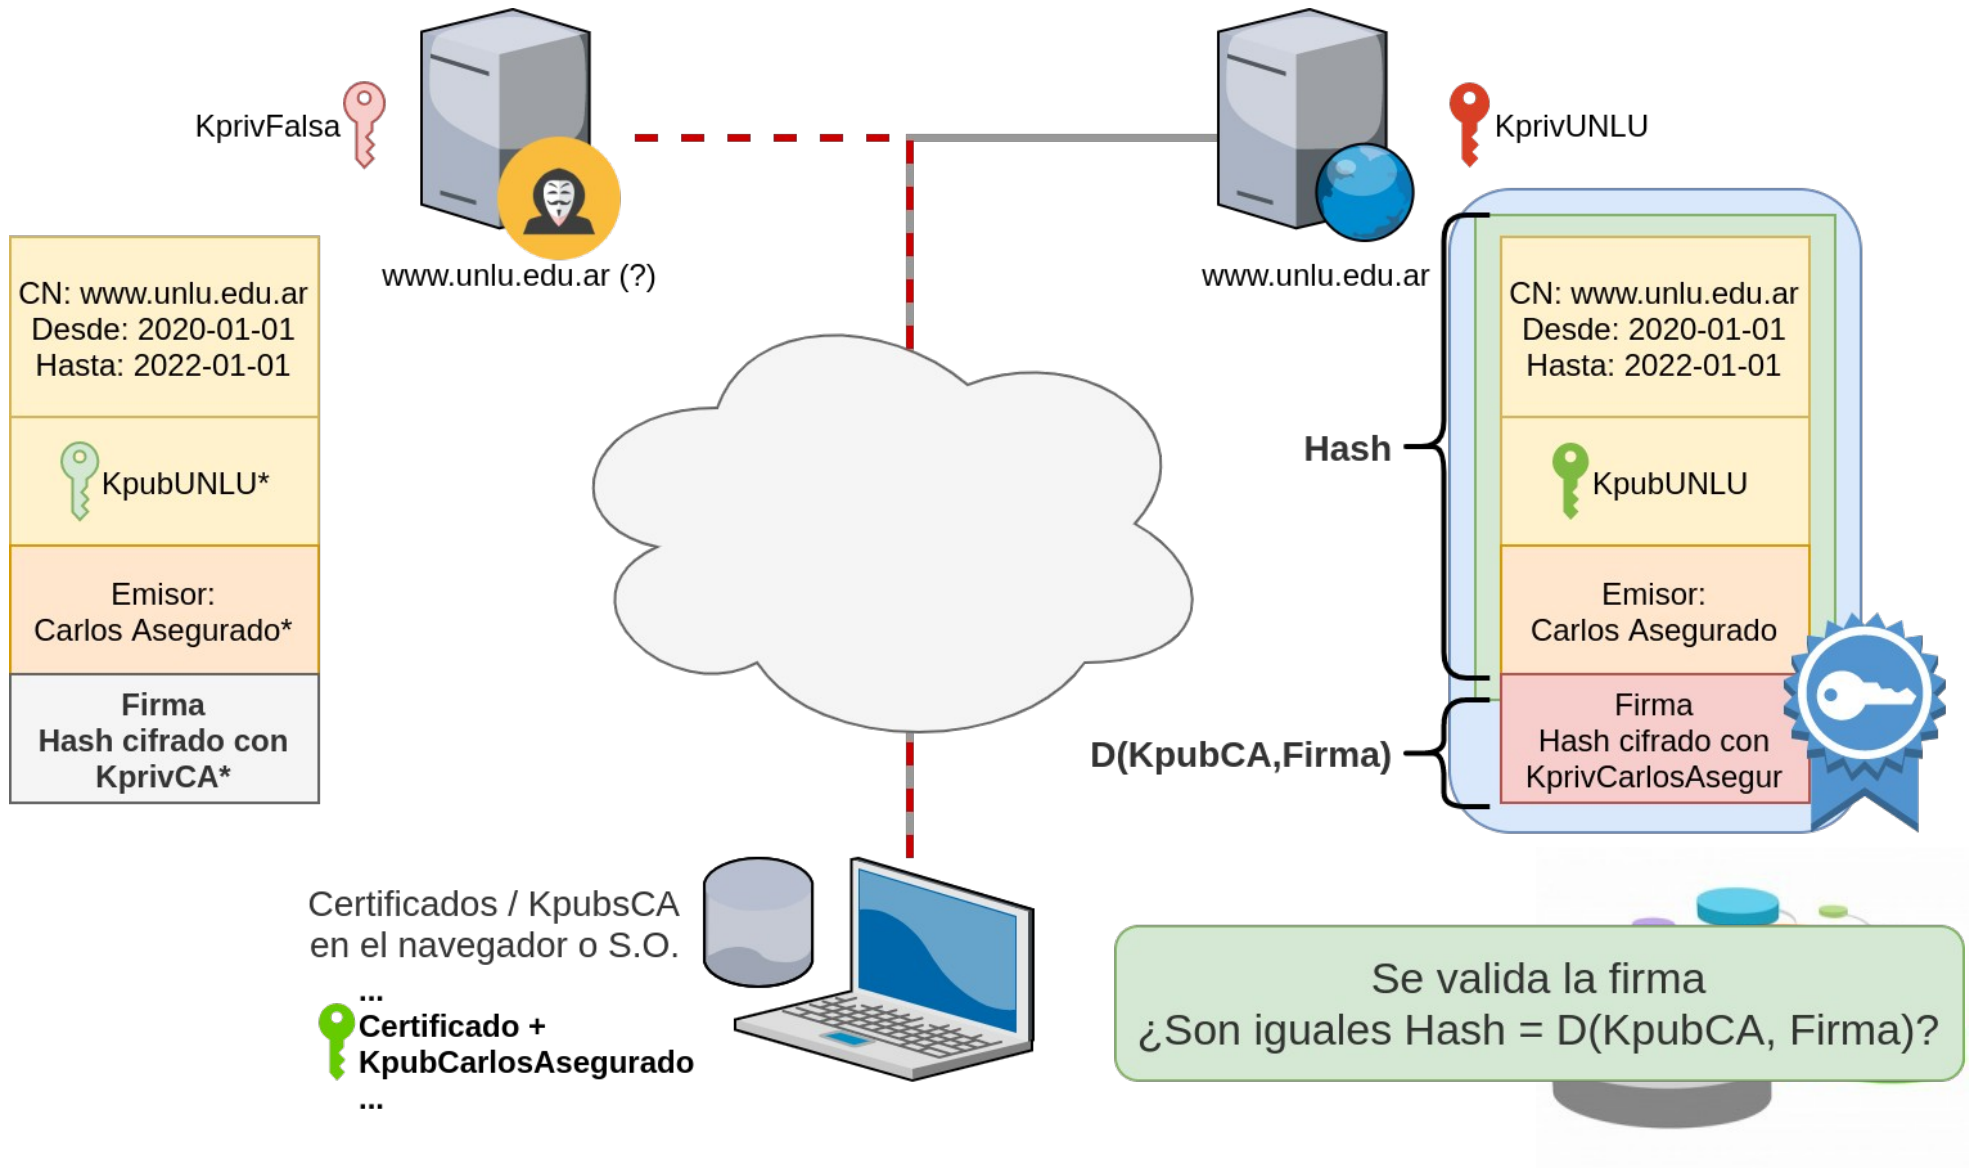 KprivFalsa
www.unlu.edu.ar (?)
CN: www.unlu.edu.ar
Desde: 2020-01-01
Hasta: 2022-01-01
KpubUNLU*
Emisor:
Carlos Asegurado*
Firma
Hash cifrado con
KprivCA*
KprivUNLU
www.unlu.edu.ar
CN: www.unlu.edu.ar
Desde: 2020-01-01
Hasta: 2022-01-01
Hash
KpubUNLU
Emisor:
Carlos Asegurado
D(KpubCA,Firma)
Firma
Hash cifrado con
KprivCarlosAsegur
Certificados / KpubsCA
en el navegador o S.O.
...
Certificado +
KpubCarlosAsegurado
...
Se valida la firma
¿Son iguales Hash = D(KpubCA, Firma)?